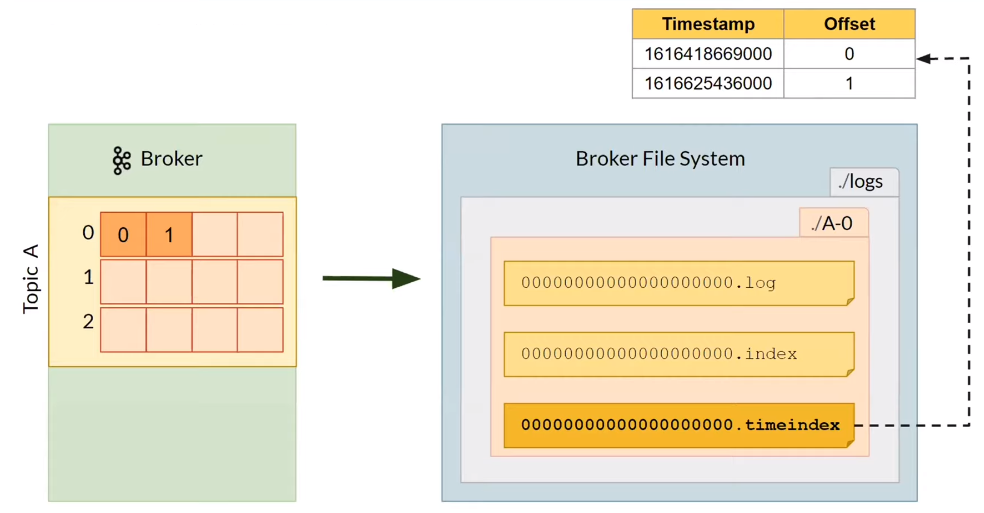 Timestamp Offset
1616418669000 0
1616625436000 1
Broker
Broker File System
./logs
./A-0
Topic A
0 0 1
1
2
00000000000000000000.log
00000000000000000000.index
00000000000000000000.timeindex